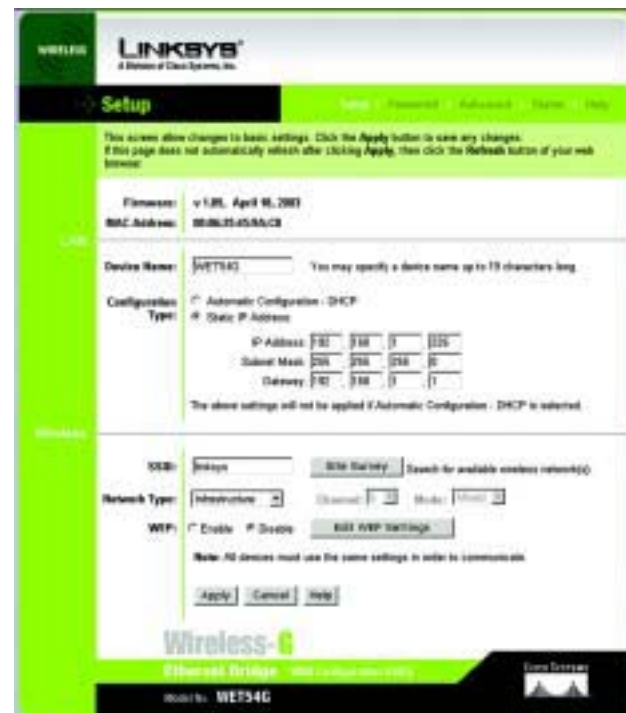 WIRELESS
LINKSYS
A Division of Cisco Systems, Inc.
Setup
Setup Password Advanced Status Help
This screen allow changes to basic settings. Click the Apply button to save any changes.
If this page does not automatically refresh after clicking Apply, then click the Refresh button of your web
browser.
Firmware: v 1.09, April 18, 2003
MAC Address:
LAN
Device Name: WET54G You may specify a device name up to 19 characters long
Configuration Type: Automatic Configuration - DHCP
Static IP Address
IP Address: 192 . 168 . 1 . 226
Subnet Mask: 255 . 255 . 255 . 0
Gateway: 192 . 168 . 1 . 1
The above settings will not be applied if Automatic Configuration - DHCP is selected.
Wireless
SSID: linksys Site Survey Search for available wireless network(s)
Network Type: Infrastructure Channel: 6 Mode: Mixed
WEP: Enable Disable Edit WEP Settings
Note: All devices must use the same settings in order to communicate.
Apply Cancel Help
Wireless-G
Ethernet Bridge
CISCO SYSTEMS
Model No. WET54G